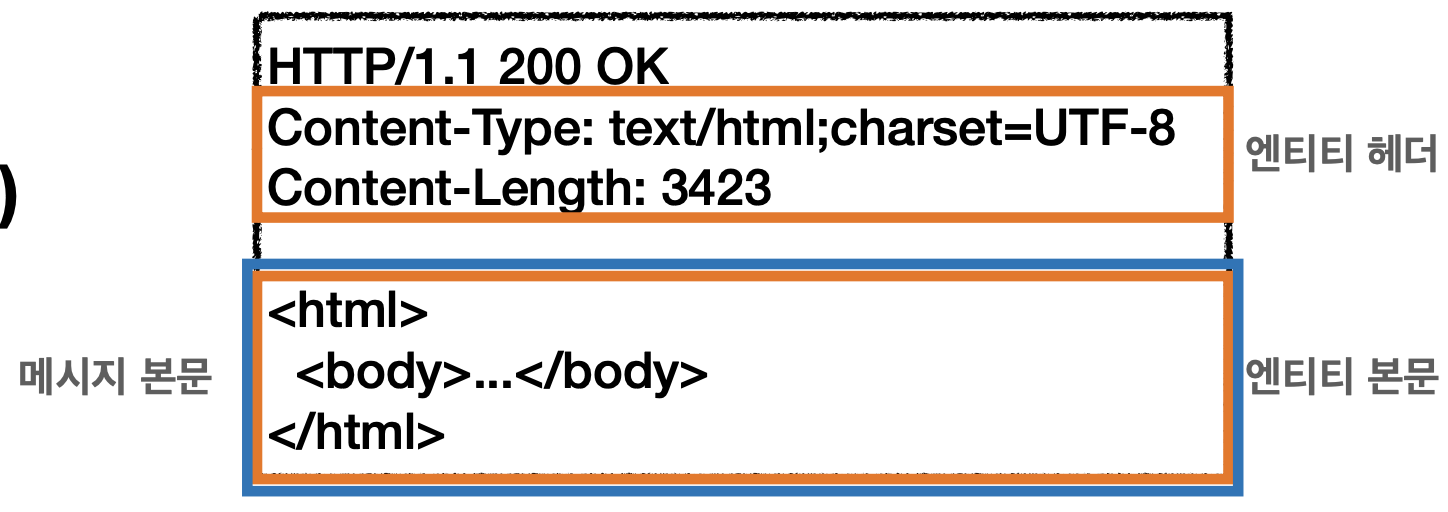 HTTP/1.1 200 OK
Content-Type: text/html;charset=UTF-8
Content-Length: 3423
엔티티 헤더
)
<html>
<body>...</body>
</html>
메시지 본문
엔티티 본문